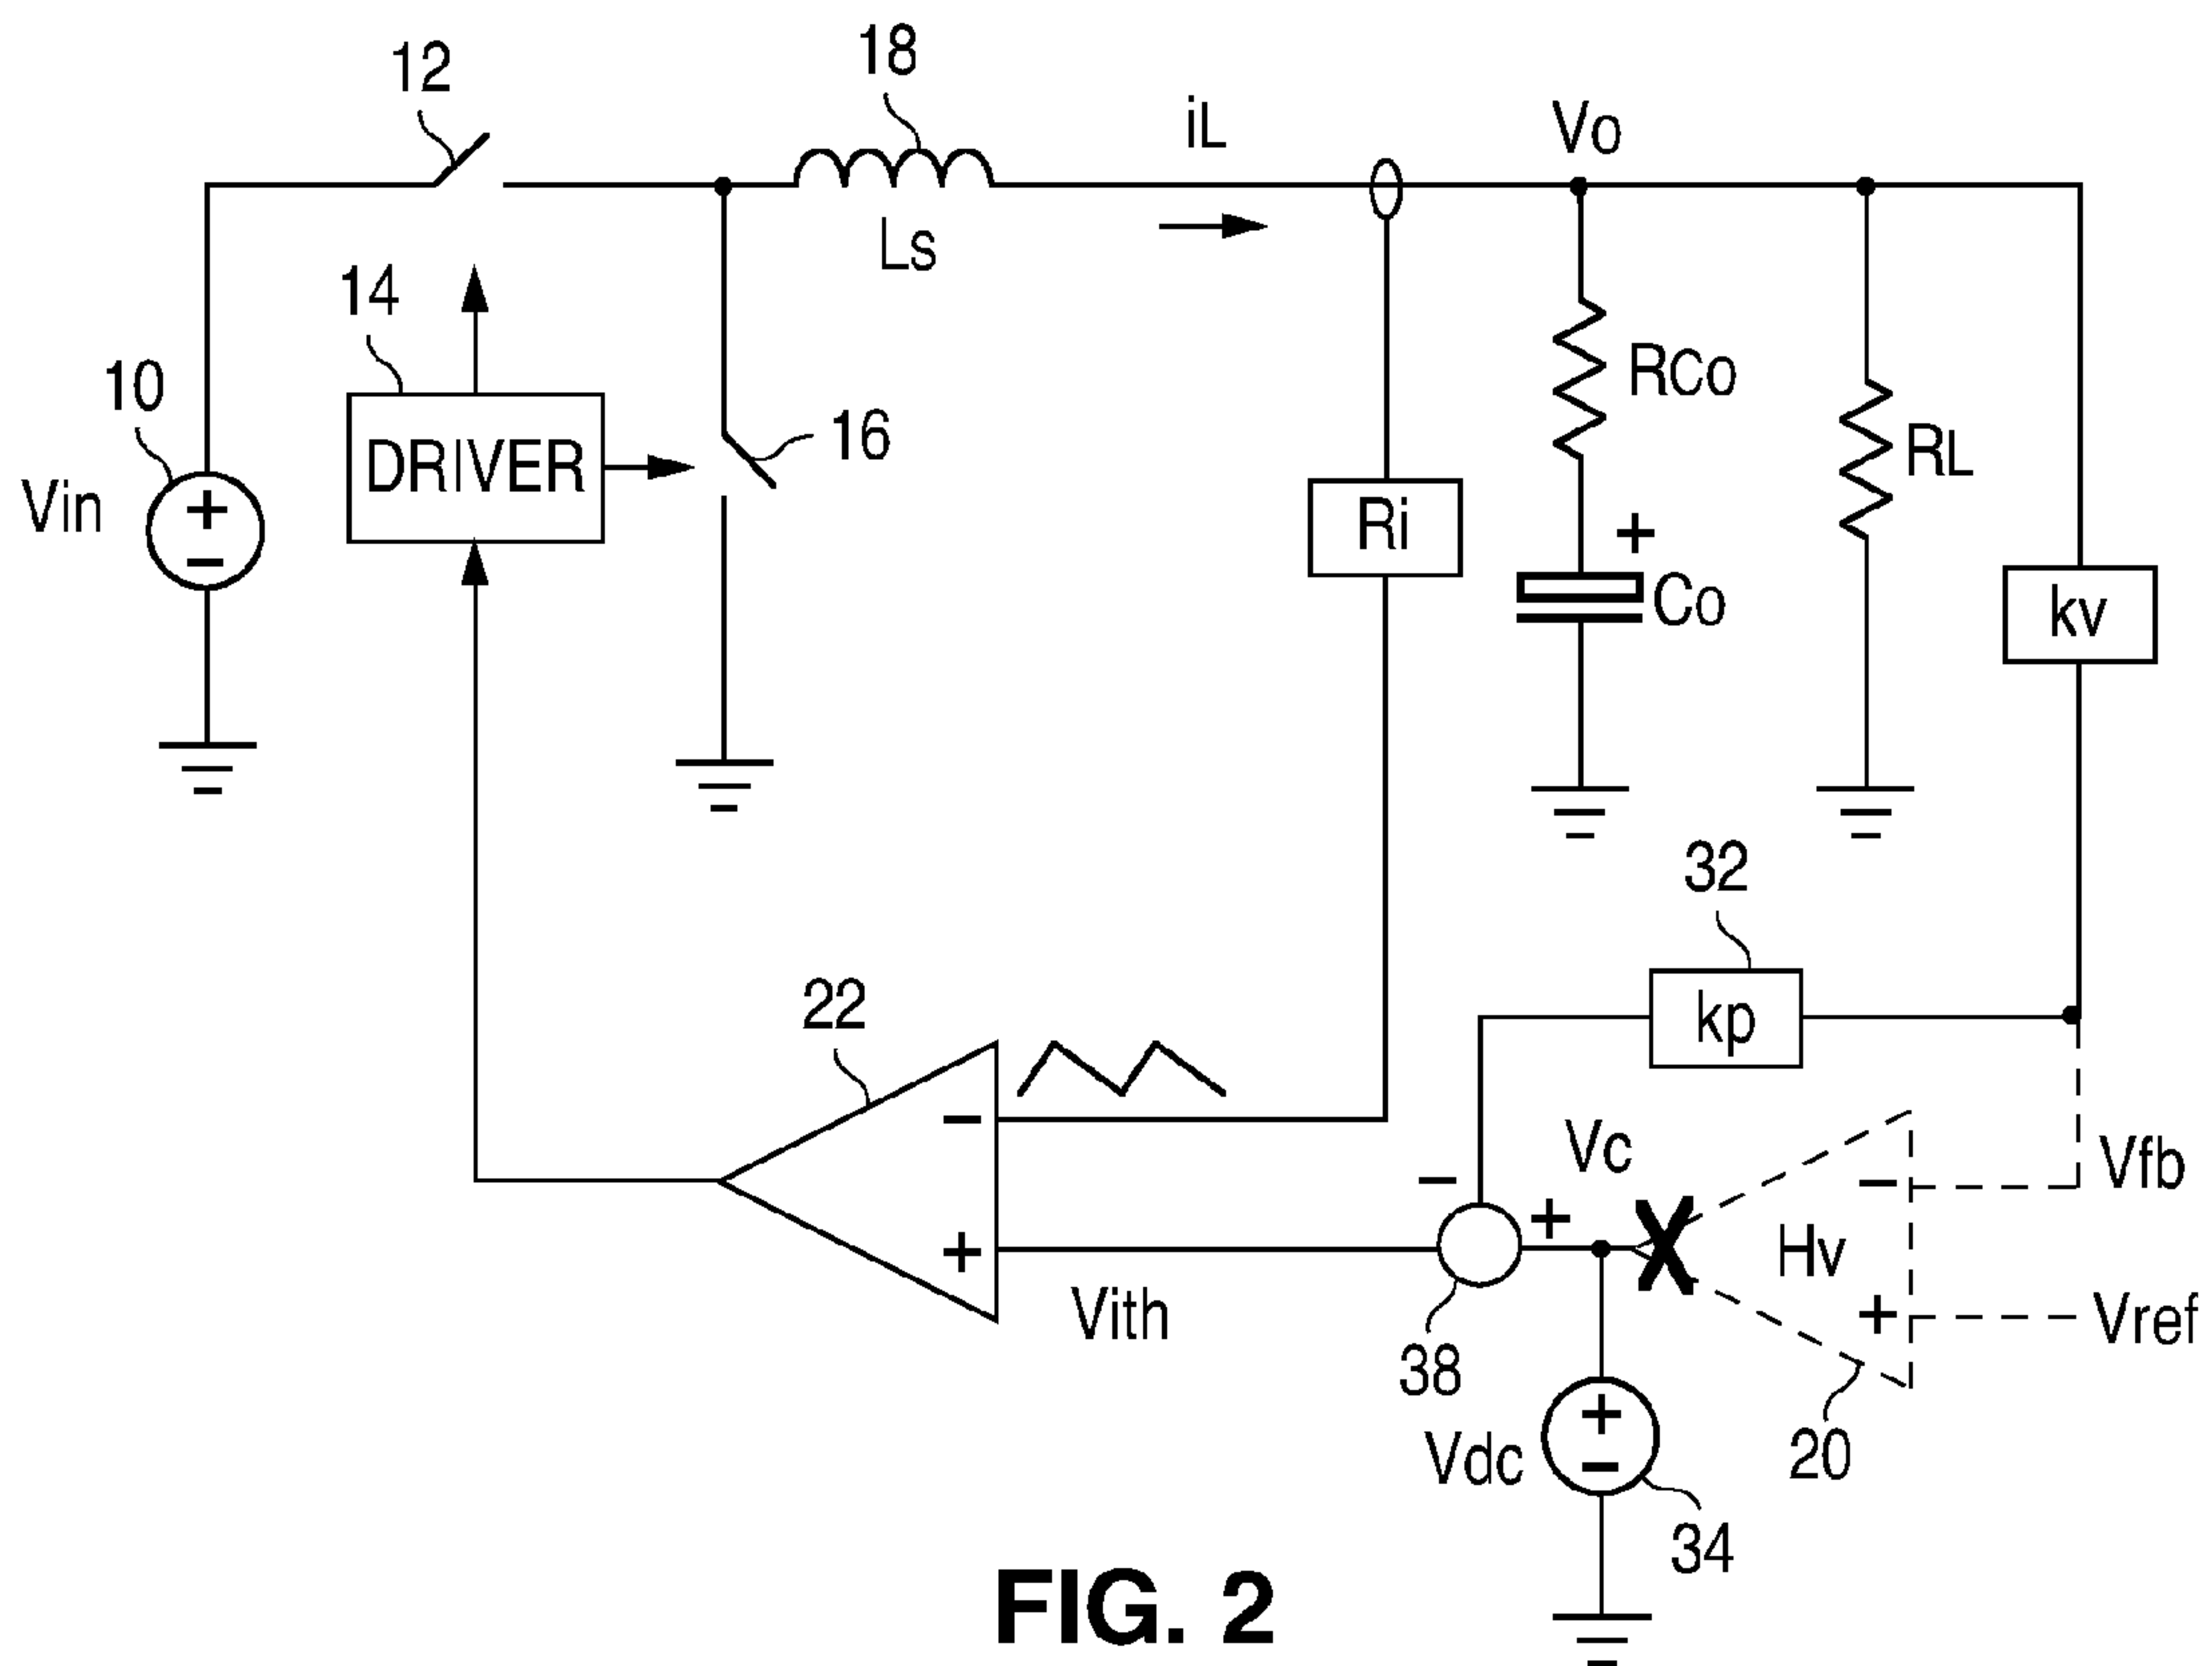 18
12
iL
Vo
Ls
14
10
RCo
16
DRIVER
RL
Vin
+
−
Ri
+
Co
kv
32
22
kp
−
Vc
Vfb
−
+
−
Hv
+
Vith
+
Vref
38
+
−
Vdc
20
34
FIG. 2